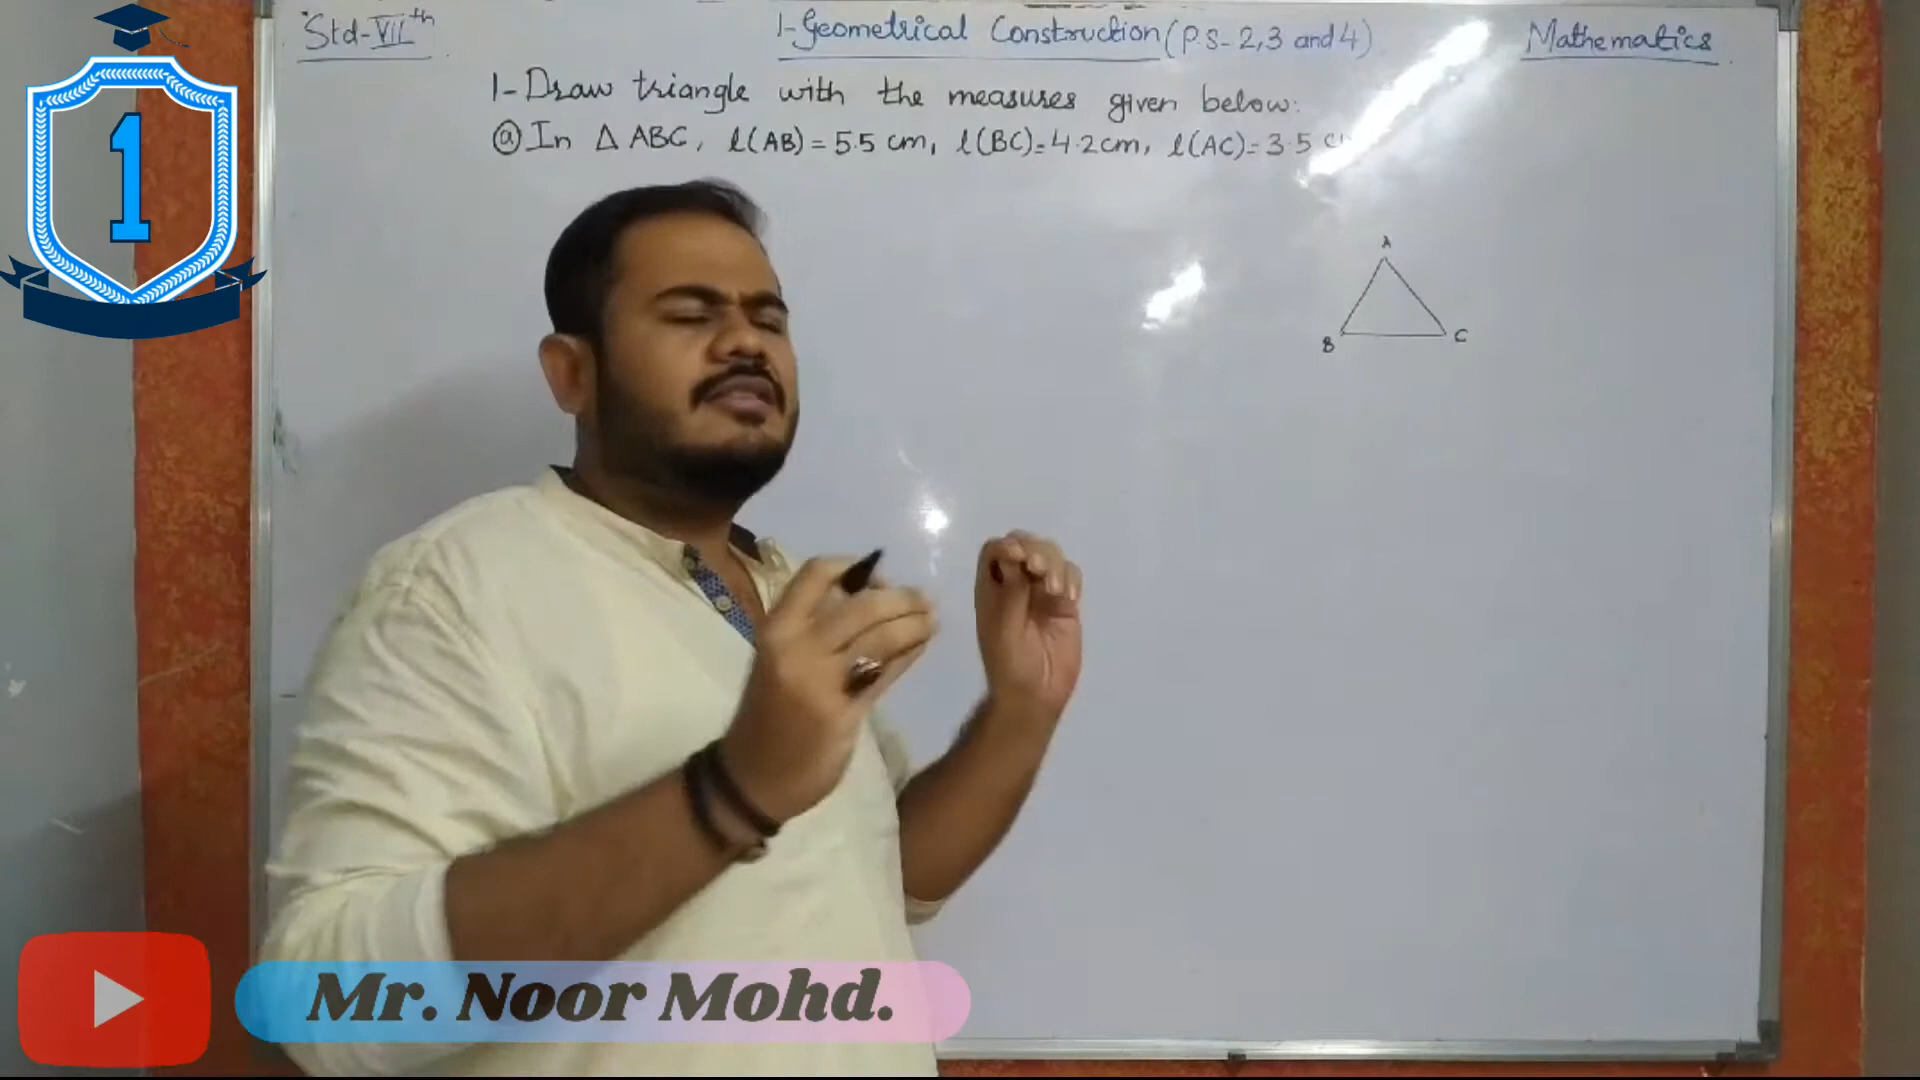 Std-VII th
1-Geometrical Construction (P.S-2,3 and 4)
Mathematics
1-Draw triangle with the measures given below:
ⓐ In △ ABC, l(AB) = 5.5 cm, l(BC)=4.2cm, l(AC)=3.5
A
B
C
1
Mr. Noor Mohd.